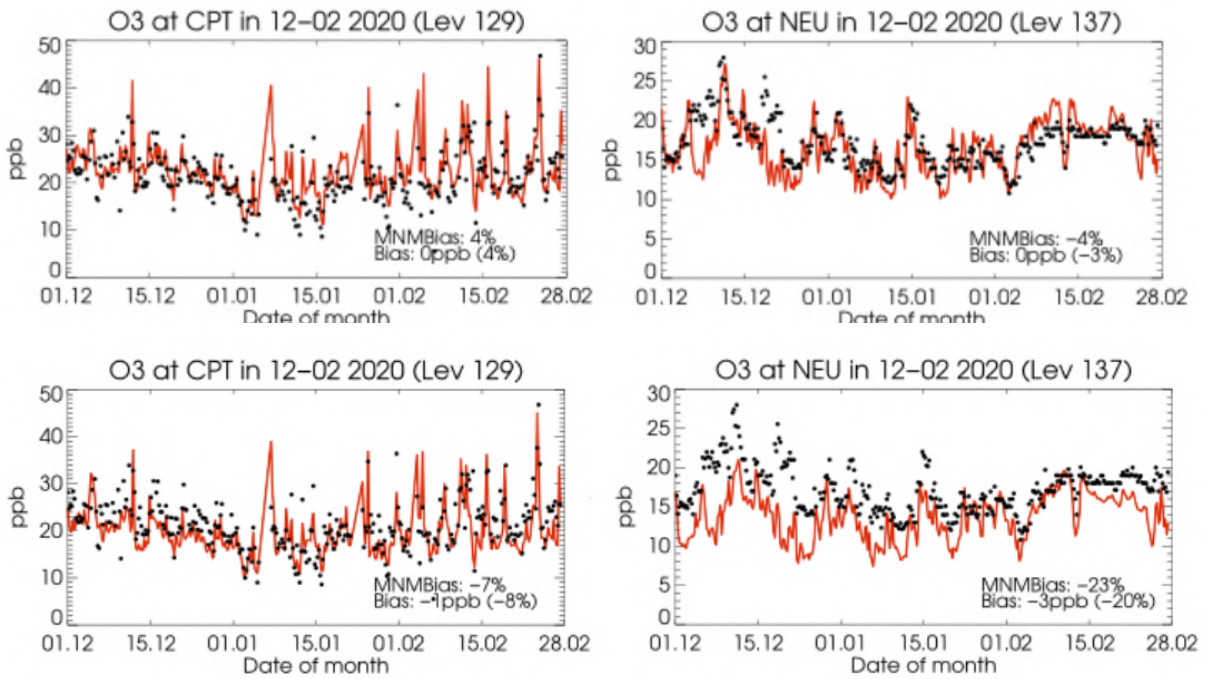 O3 at CPT in 12–02 2020 (Lev 129)
50
40
30
20
10
0
ppb
MNMBias: 4%
Bias: 0ppb (4%)
01.12 15.12 01.01 15.01 01.02 15.02 28.02
Date of month
O3 at NEU in 12–02 2020 (Lev 137)
30
25
20
15
10
5
0
ppb
MNMBias: –4%
Bias: 0ppb (–3%)
01.12 15.12 01.01 15.01 01.02 15.02 28.02
Date of month
O3 at CPT in 12–02 2020 (Lev 129)
50
40
30
20
10
0
ppb
MNMBias: –7%
Bias: –1ppb (–8%)
01.12 15.12 01.01 15.01 01.02 15.02 28.02
Date of month
O3 at NEU in 12–02 2020 (Lev 137)
30
25
20
15
10
5
0
ppb
MNMBias: –23%
Bias: –3ppb (–20%)
01.12 15.12 01.01 15.01 01.02 15.02 28.02
Date of month